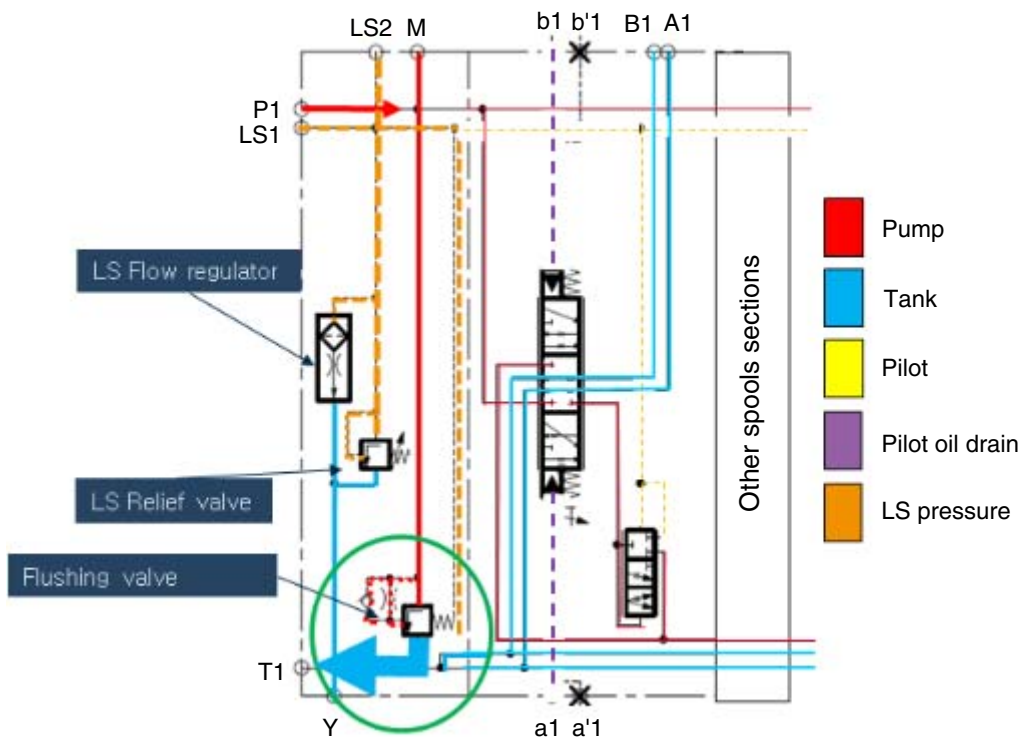 LS2 M b1 b'1 B1 A1
P1
LS1
LS Flow regulator
LS Relief valve
Flushing valve
T1
Y a1 a'1
Other spools sections
Pump
Tank
Pilot
Pilot oil drain
LS pressure